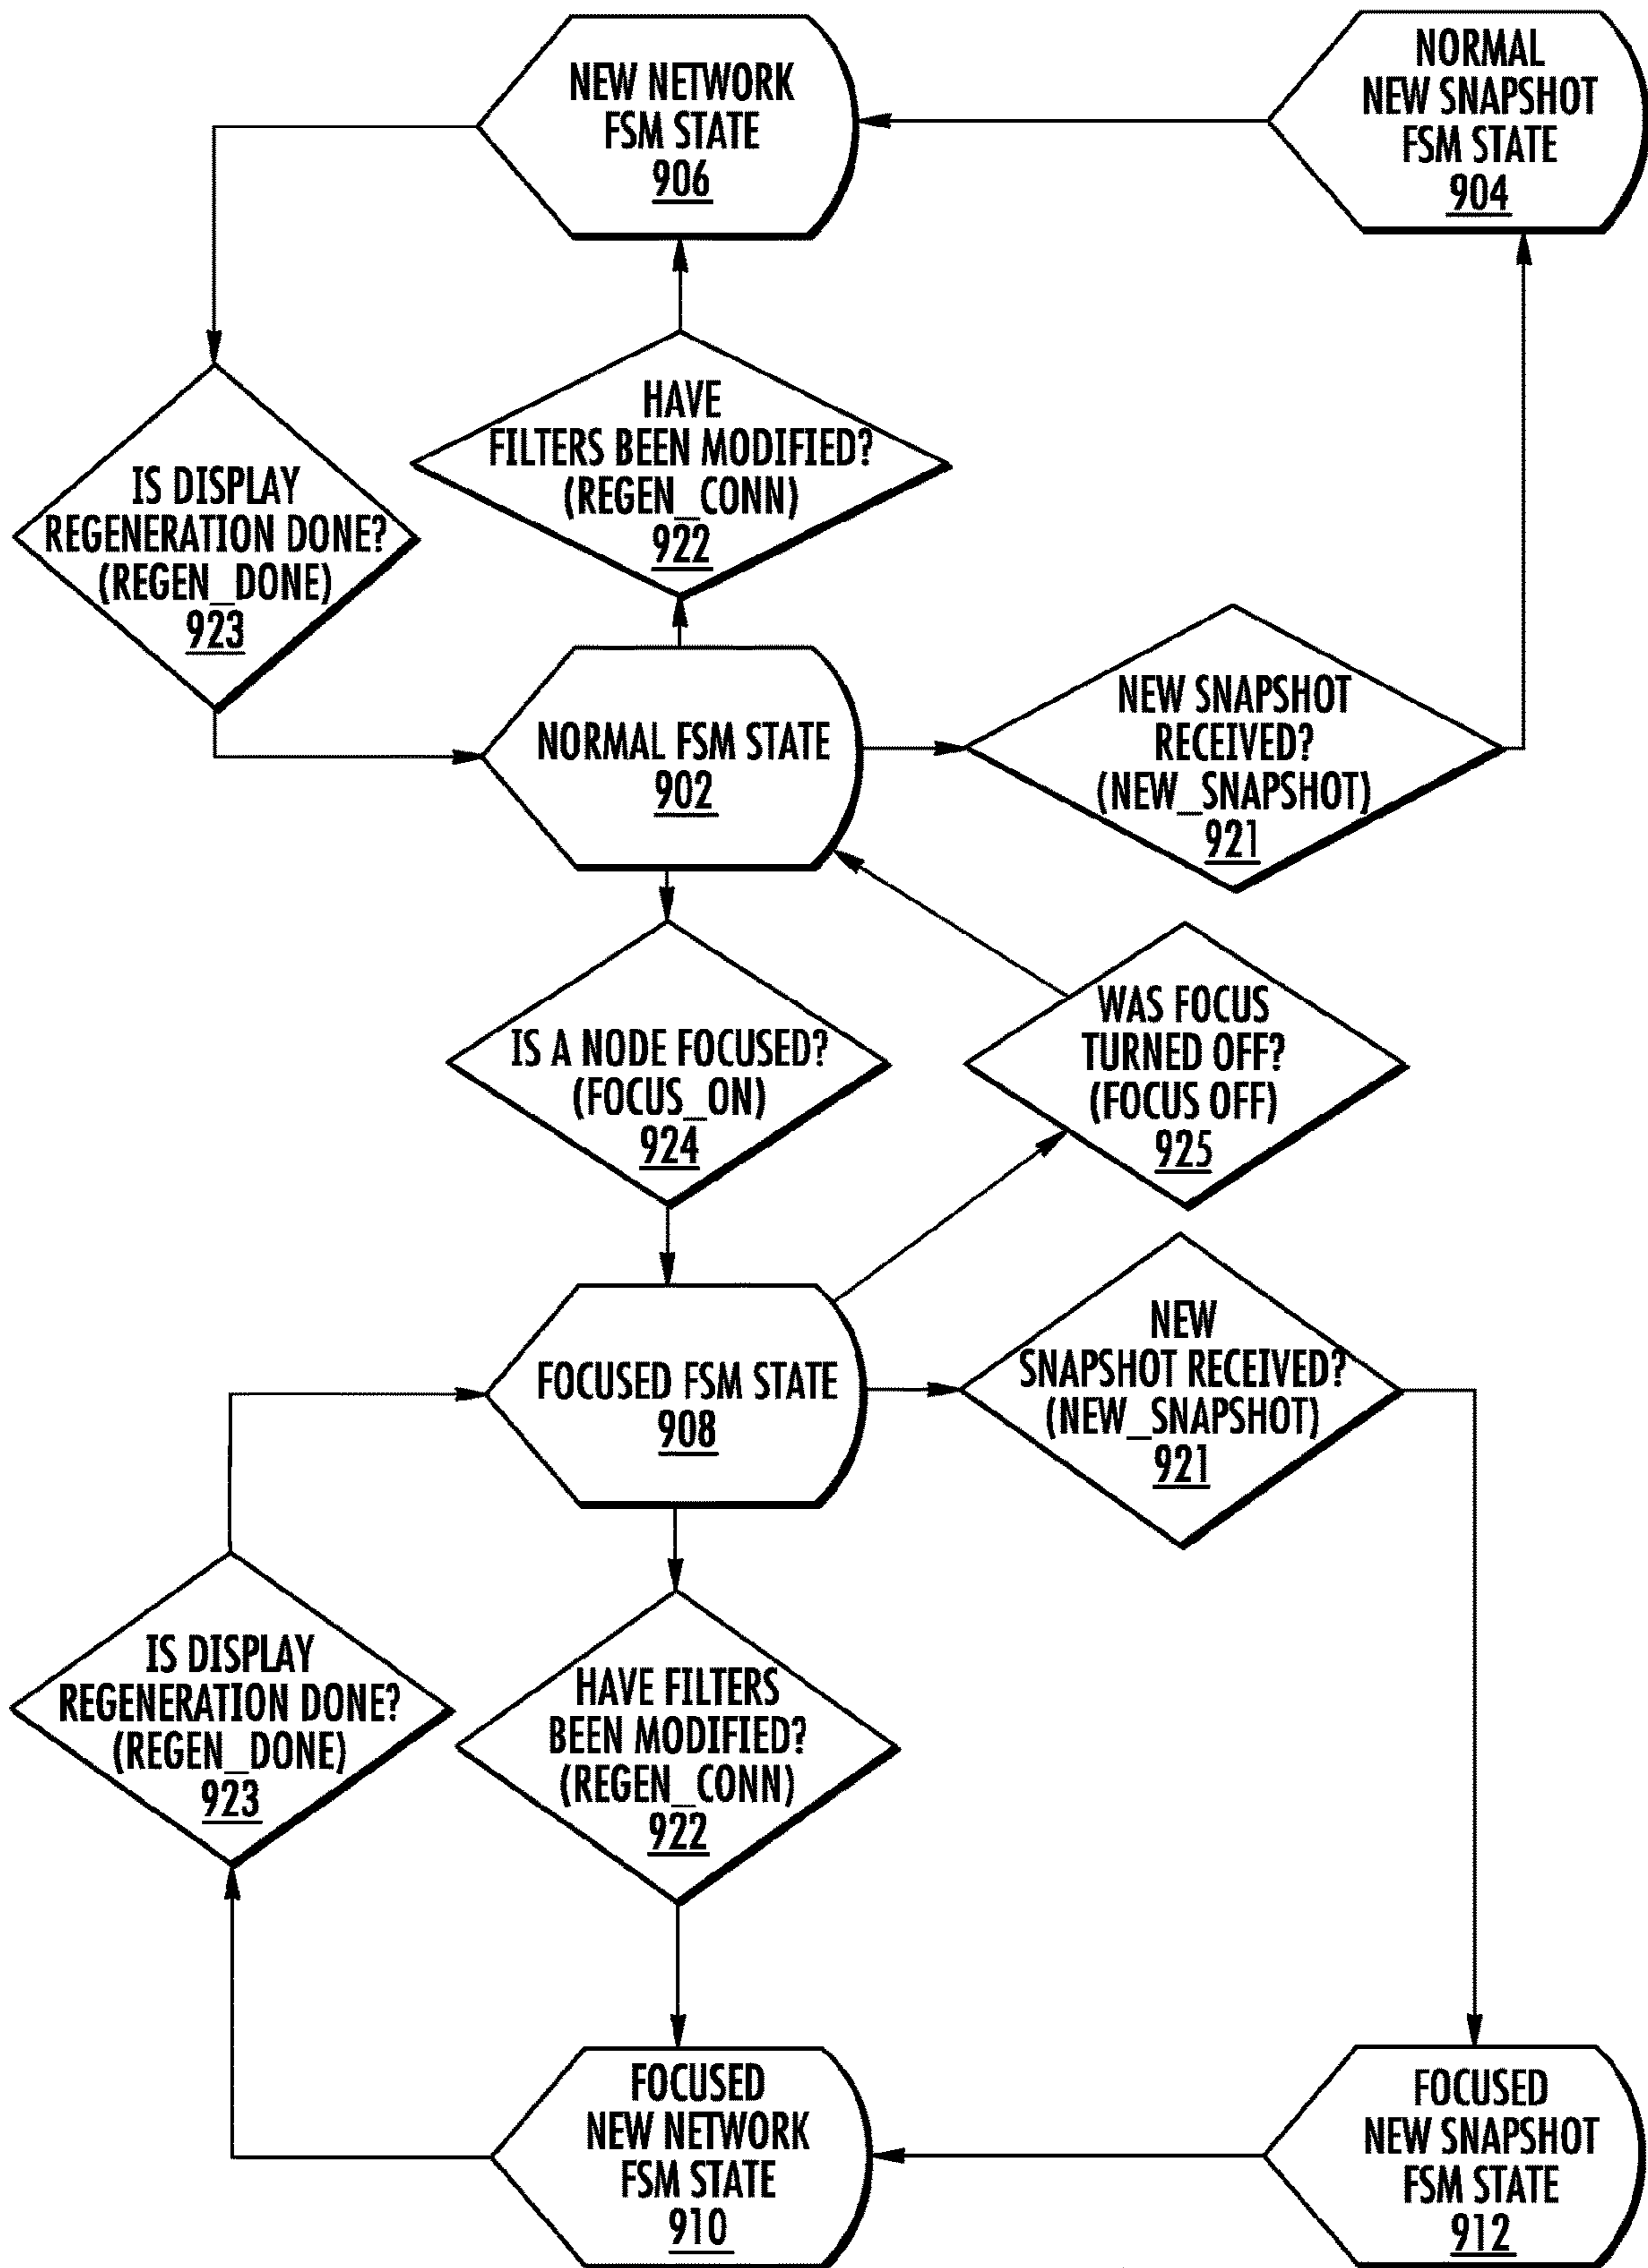 NEW NETWORK
FSM STATE
906
NORMAL
NEW SNAPSHOT
FSM STATE
904
HAVE
FILTERS BEEN MODIFIED?
(REGEN_CONN)
922
IS DISPLAY
REGENERATION DONE?
(REGEN_DONE)
923
NORMAL FSM STATE
902
NEW SNAPSHOT
RECEIVED?
(NEW_SNAPSHOT)
921
IS A NODE FOCUSED?
(FOCUS_ON)
924
WAS FOCUS
TURNED OFF?
(FOCUS OFF)
925
FOCUSED FSM STATE
908
NEW
SNAPSHOT RECEIVED?
(NEW_SNAPSHOT)
921
IS DISPLAY
REGENERATION DONE?
(REGEN_DONE)
923
HAVE FILTERS
BEEN MODIFIED?
(REGEN_CONN)
922
FOCUSED
NEW NETWORK
FSM STATE
910
FOCUSED
NEW SNAPSHOT
FSM STATE
912